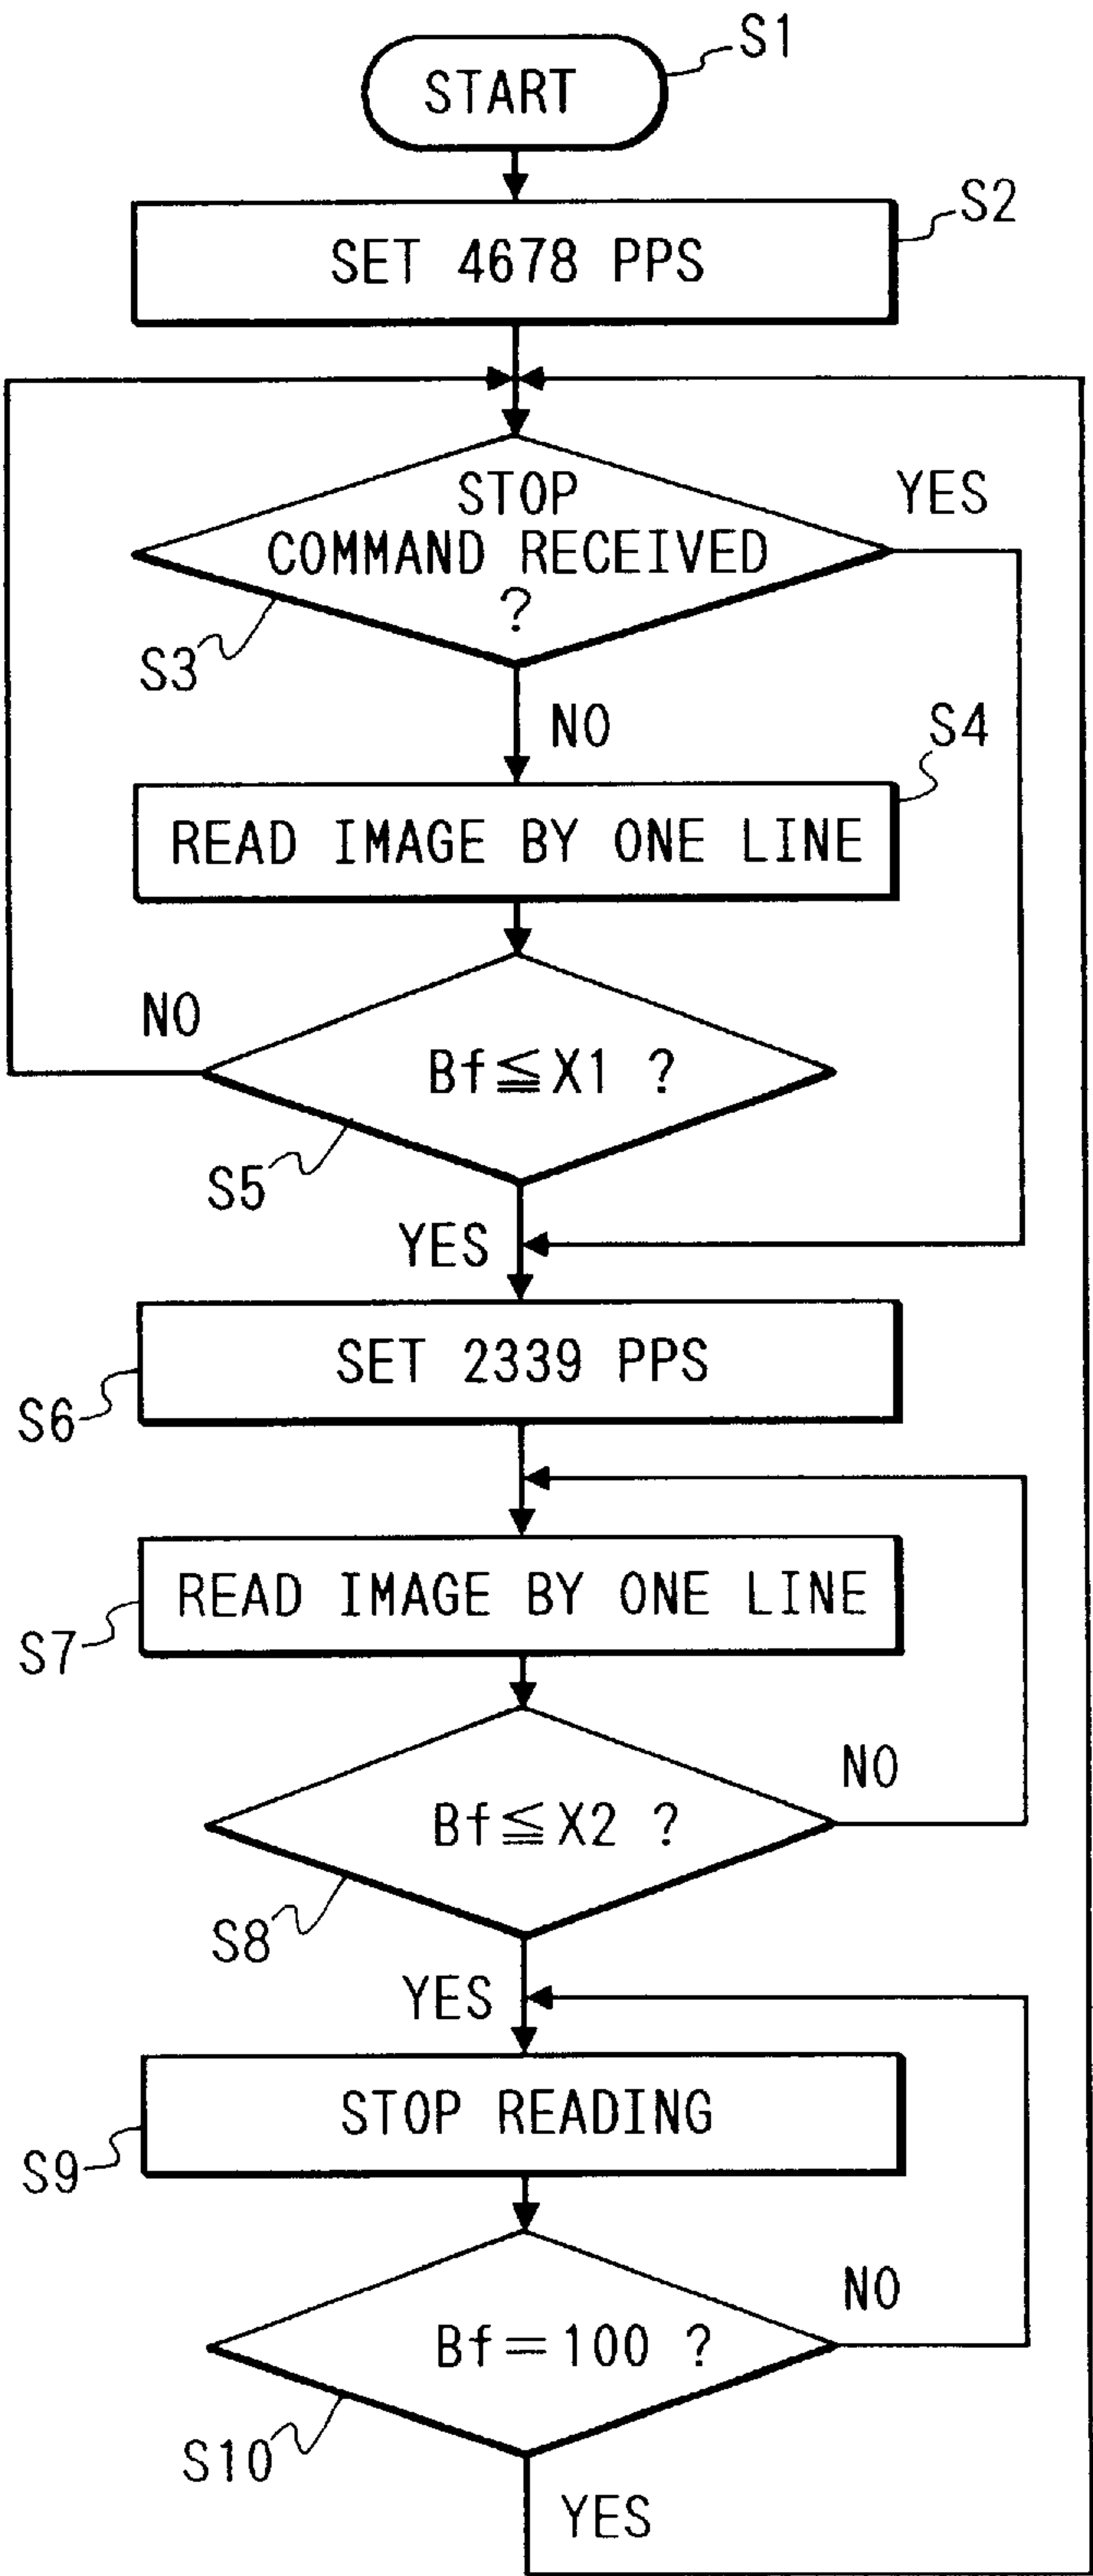 START
S1
SET 4678 PPS
S2
STOP
COMMAND RECEIVED
?
YES
S3
NO
S4
READ IMAGE BY ONE LINE
NO
Bf≦X1 ?
S5
YES
SET 2339 PPS
S6
READ IMAGE BY ONE LINE
S7
NO
Bf≦X2 ?
S8
YES
STOP READING
S9
NO
Bf=100 ?
S10
YES